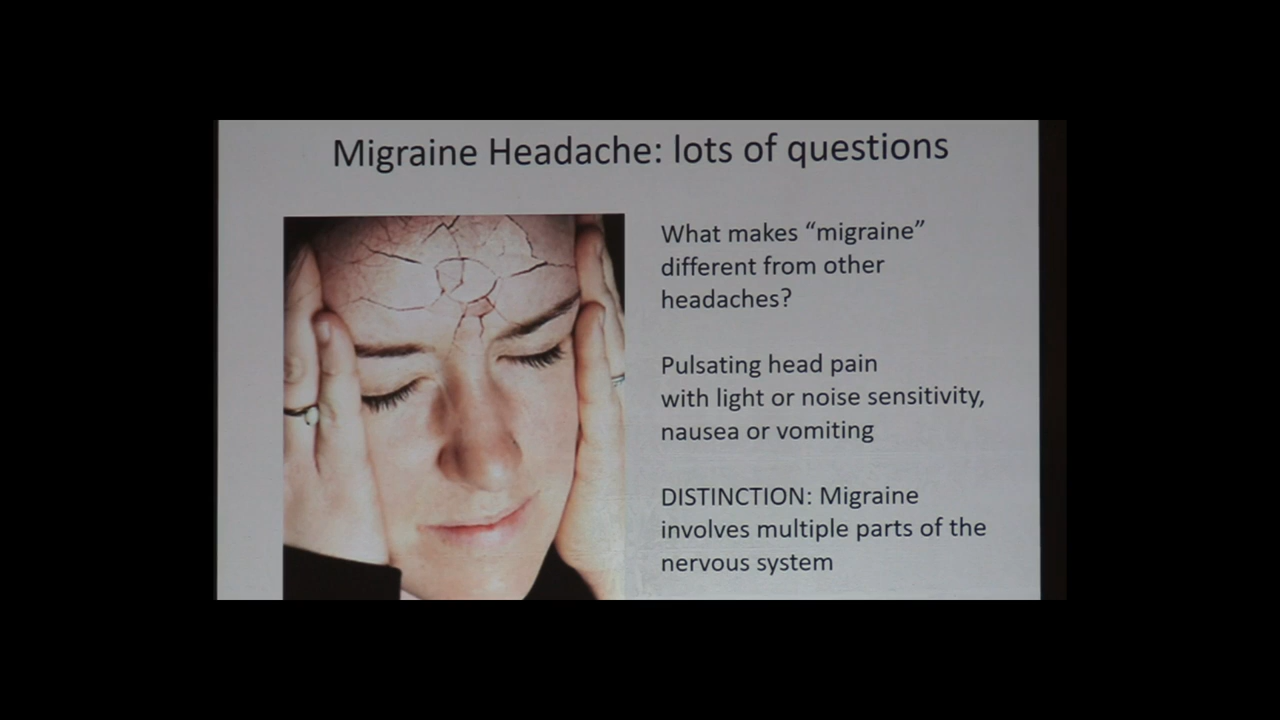 Migraine Headache: lots of questions
What makes “migraine”
different from other
headaches?
Pulsating head pain
with light or noise sensitivity,
nausea or vomiting
DISTINCTION: Migraine
involves multiple parts of the
nervous system